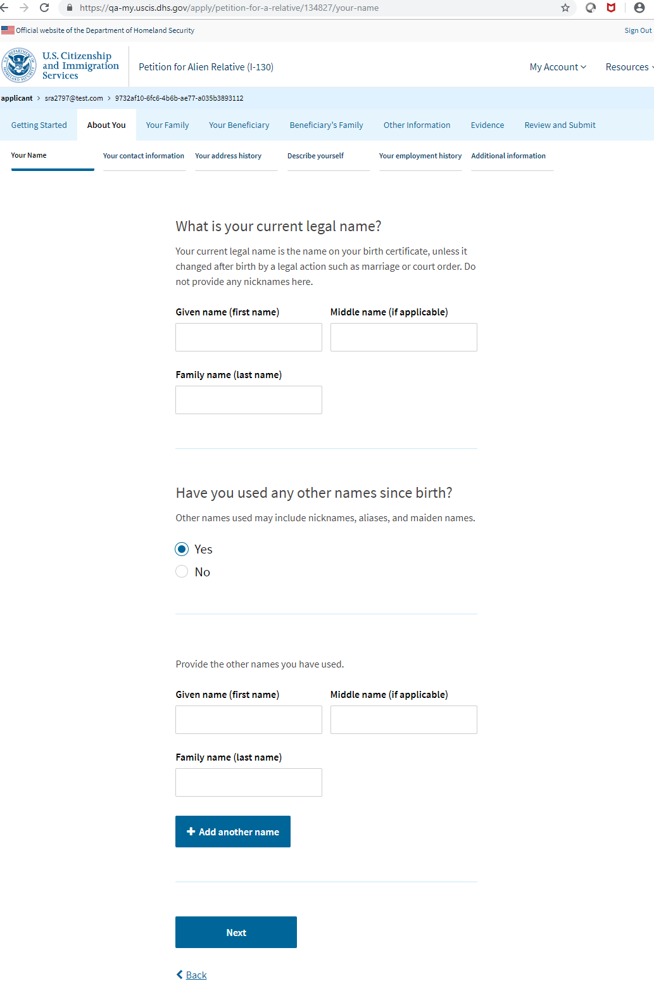 https://qa-my.uscis.dhs.gov/apply/petition-for-a-relative/134827/your-name
Official website of the Department of Homeland Security
Sign Out
U.S. Citizenship
and Immigration
Services
Petition for Alien Relative (I-130)
My Account
Resources
applicant > sra2797@test.com > 9732af10-6fc6-4b6b-ae77-a035b3893112
Getting Started
About You
Your Family
Your Beneficiary
Beneficiary's Family
Other Information
Evidence
Review and Submit
Your Name
Your contact information
Your address history
Describe yourself
Your employment history
Additional information
What is your current legal name?
Your current legal name is the name on your birth certificate, unless it
changed after birth by a legal action such as marriage or court order. Do
not provide any nicknames here.
Given name (first name)
Middle name (if applicable)
Family name (last name)
Have you used any other names since birth?
Other names used may include nicknames, aliases, and maiden names.
Yes
No
Provide the other names you have used.
Given name (first name)
Middle name (if applicable)
Family name (last name)
+ Add another name
Next
Back